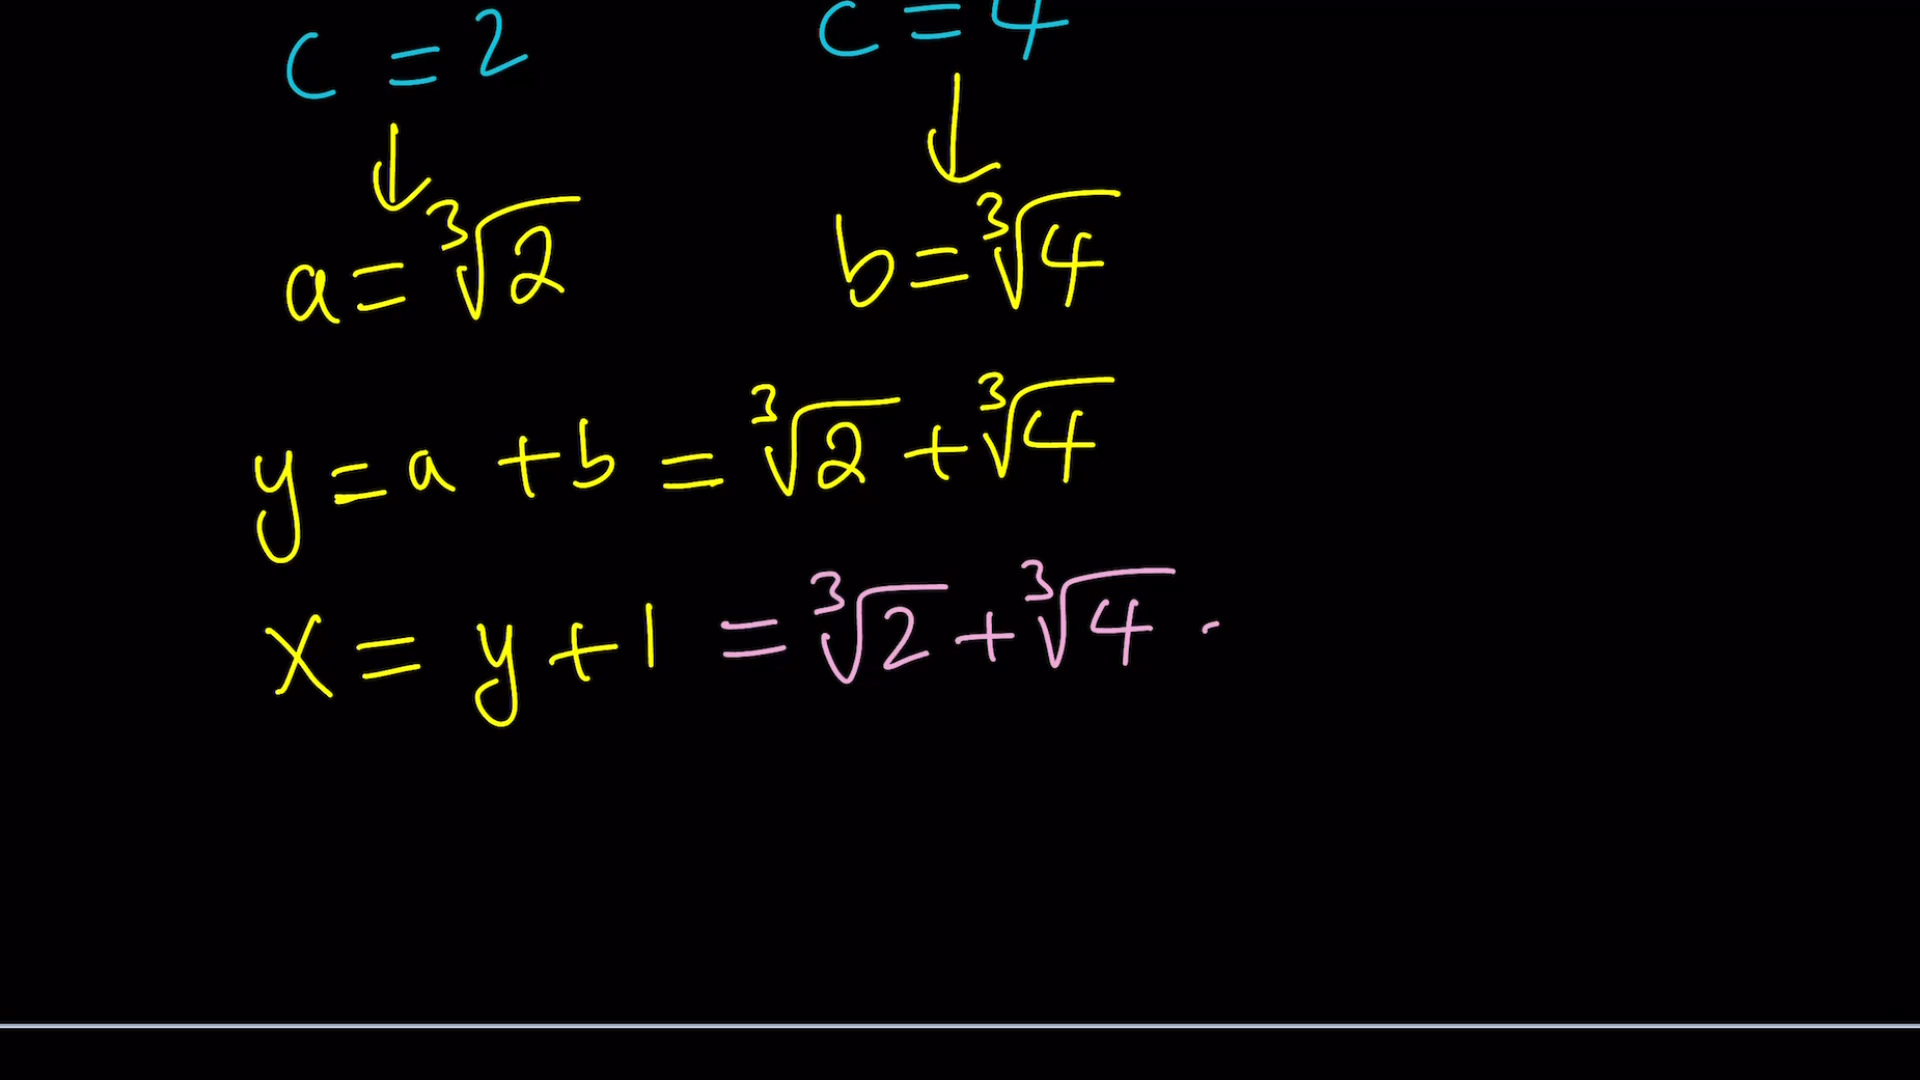 c = 2 c = 4
↓ ↓
a = ∛2 b = ∛4
y = a + b = ∛2 + ∛4
x = y + 1 = ∛2 + ∛4 -